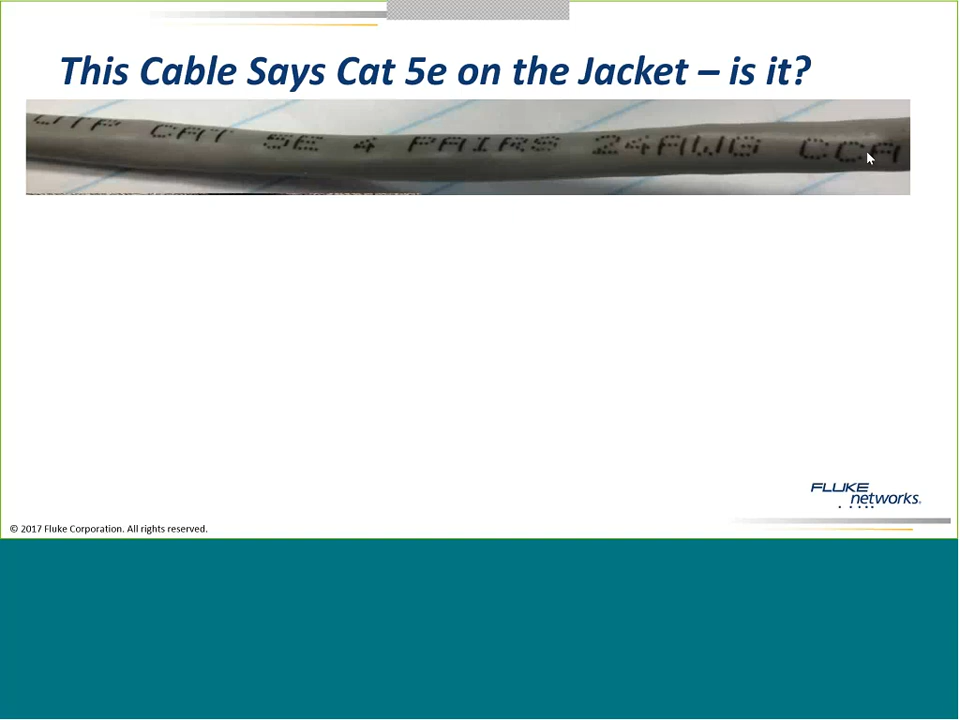 This Cable Says Cat 5e on the Jacket – is it?
UTP CAT 5E 4 PAIRS 24AWG CCA
FLUKE
networks.
© 2017 Fluke Corporation. All rights reserved.